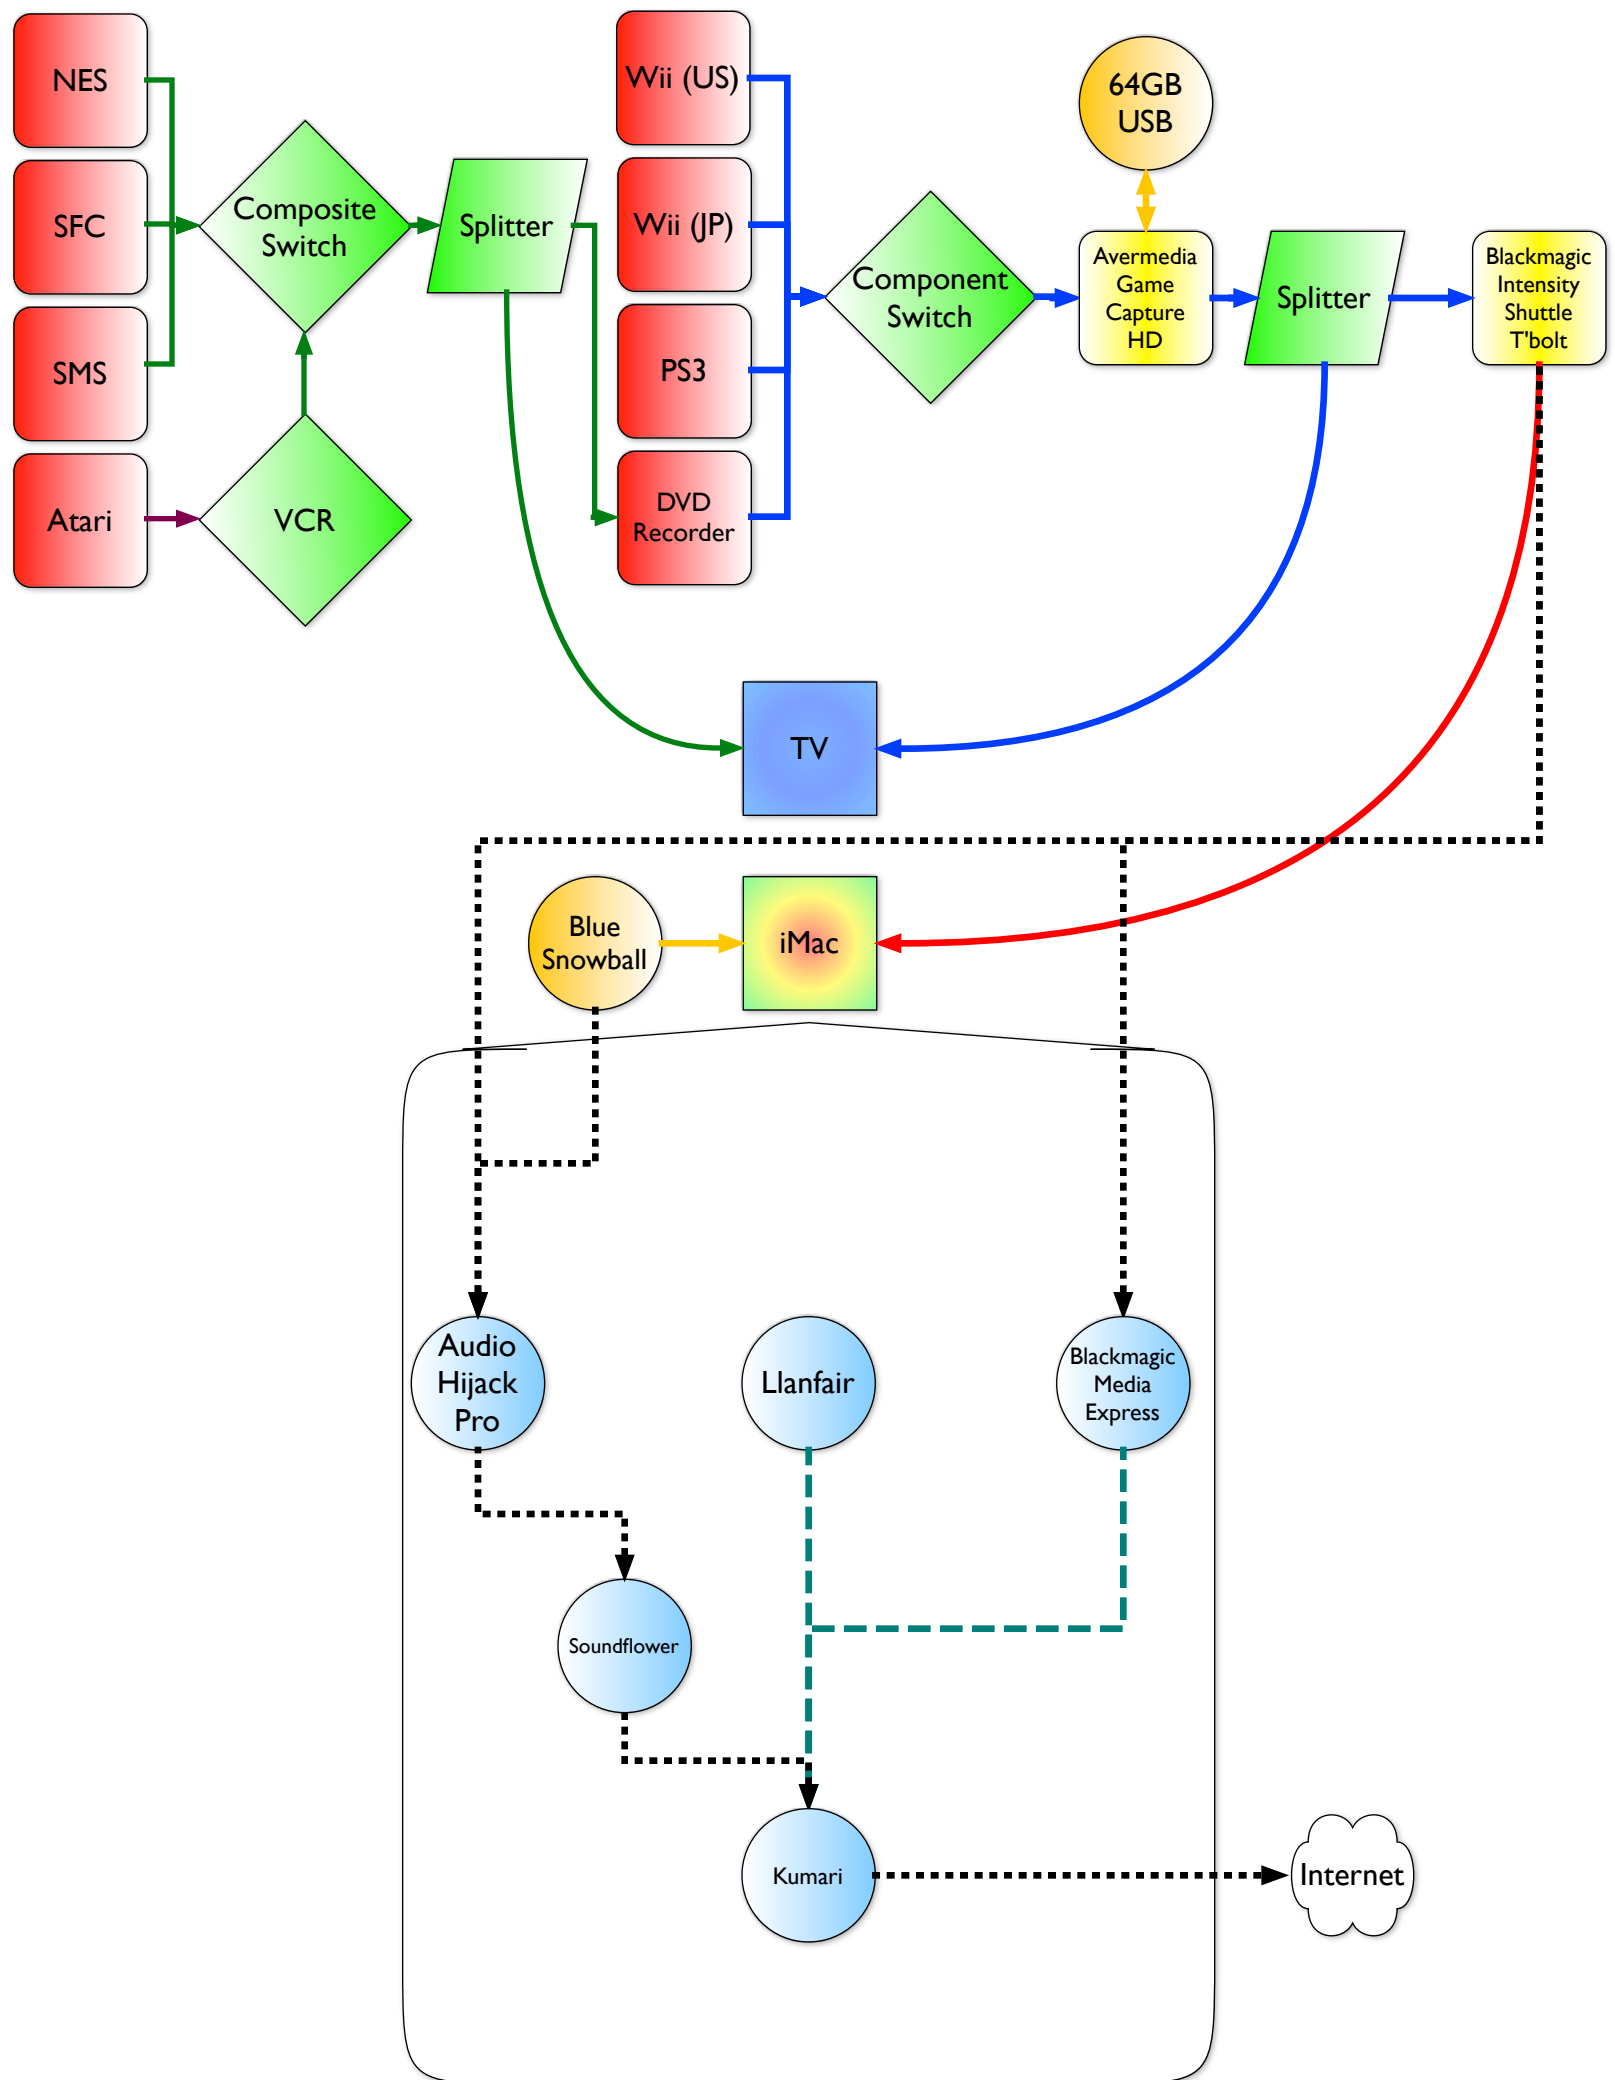 NES
SFC
SMS
Atari
Composite
Switch
VCR
Splitter
Wii (US)
Wii (JP)
PS3
DVD
Recorder
Component
Switch
64GB
USB
Avermedia
Game
Capture
HD
Splitter
Blackmagic
Intensity
Shuttle
T'bolt
TV
Blue
Snowball
iMac
Audio
Hijack
Pro
Llanfair
Blackmagic
Media
Express
Soundflower
Kumari
Internet